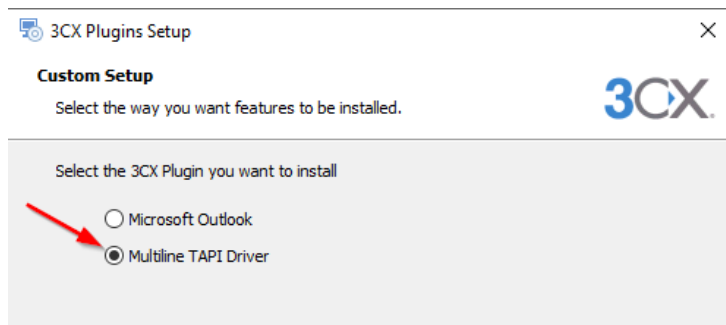 3CX Plugins Setup
Custom Setup
Select the way you want features to be installed.
3CX.
Select the 3CX Plugin you want to install
Microsoft Outlook
Multiline TAPI Driver